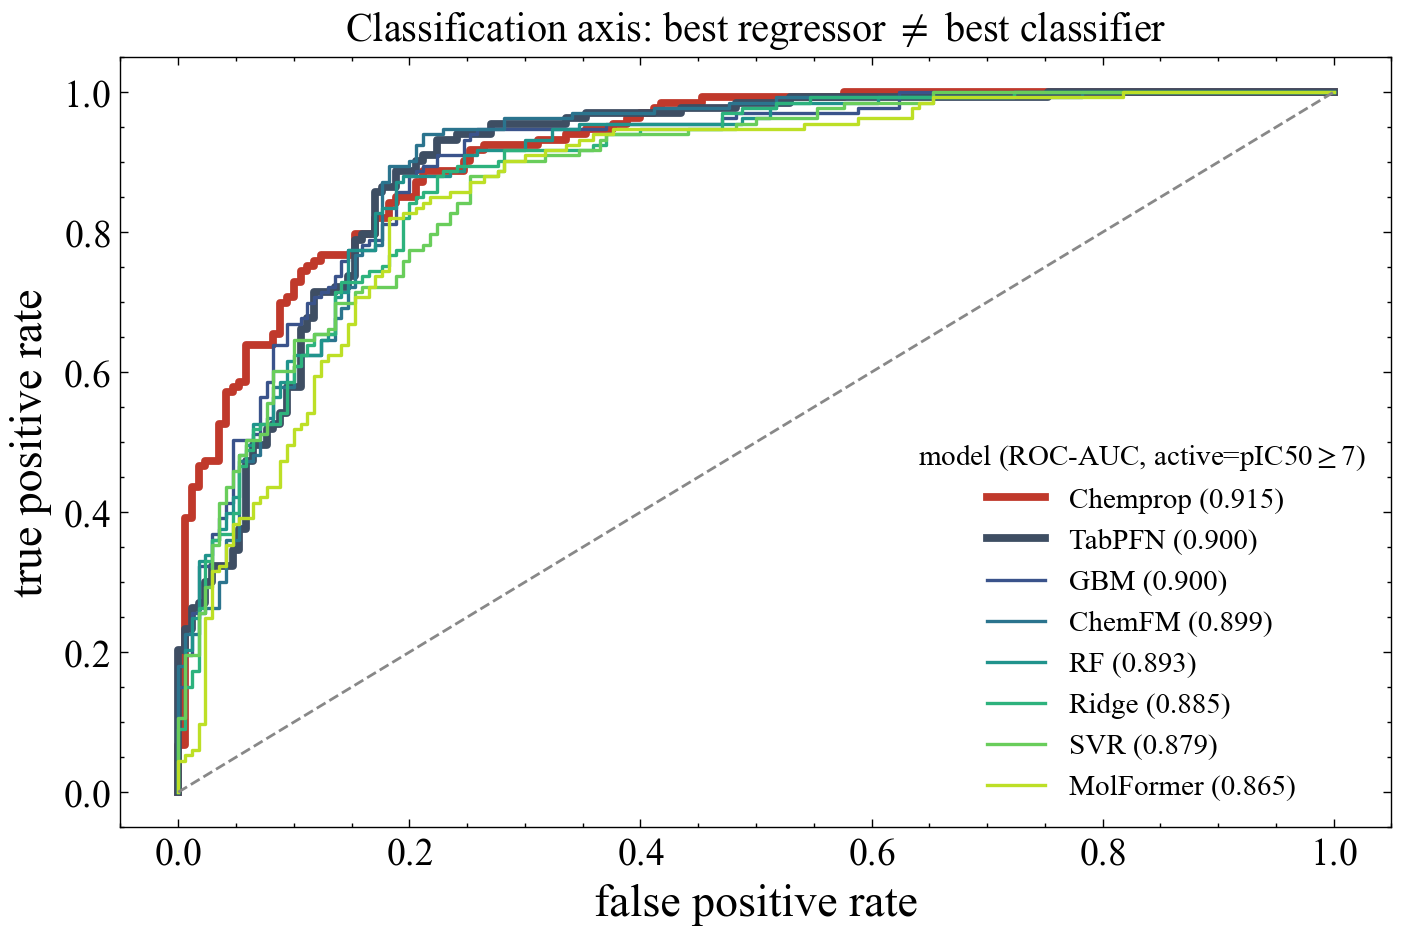 Classification axis: best regressor ≠ best classifier
1.0
0.8
0.6
0.4
0.2
0.0
true positive rate
model (ROC-AUC, active=pIC50 ≥ 7)
Chemprop (0.915)
TabPFN (0.900)
GBM (0.900)
ChemFM (0.899)
RF (0.893)
Ridge (0.885)
SVR (0.879)
MolFormer (0.865)
0.0 0.2 0.4 0.6 0.8 1.0
false positive rate